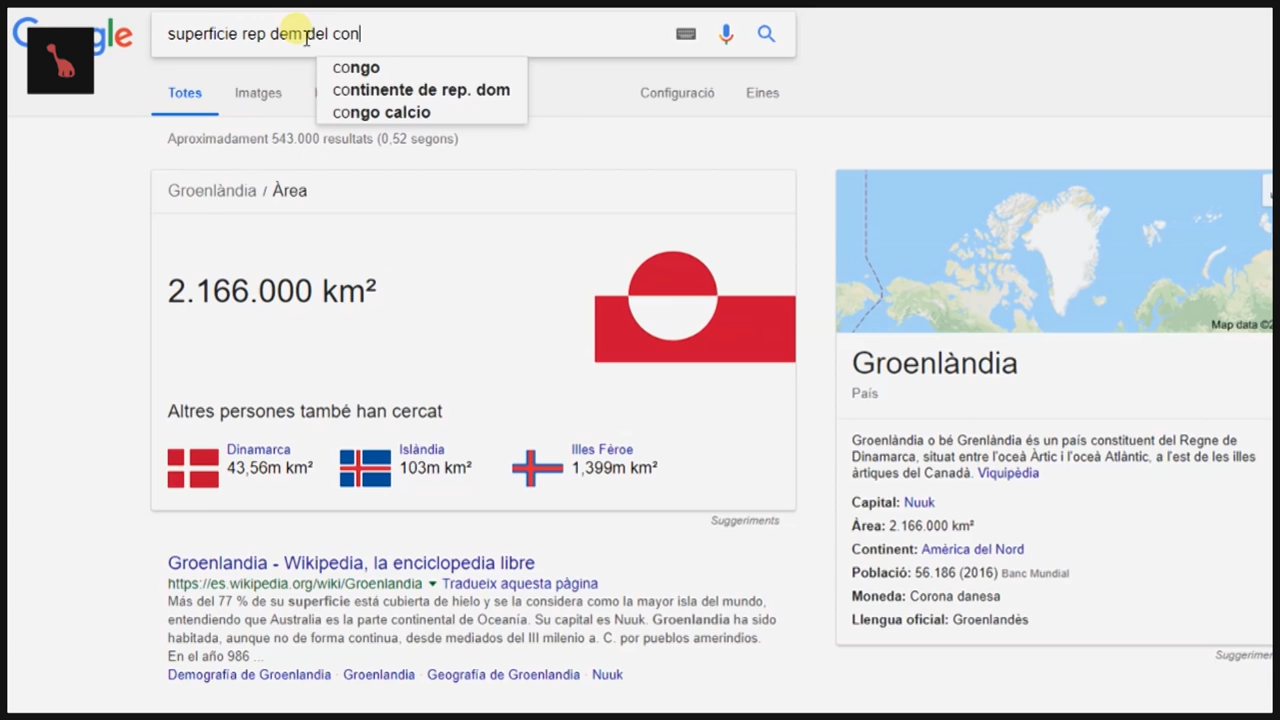 Google
superficie rep dem del con
congo
continente de rep. dom
congo calcio
Totes
Imatges
Configuració
Eines
Aproximadament 543.000 resultats (0,52 segons)
Groenlàndia / Àrea
2.166.000 km²
Altres persones també han cercat
Dinamarca
43,56m km²
Islàndia
103m km²
Illes Fèroe
1,399m km²
Suggeriments
Groenlandia - Wikipedia, la enciclopedia libre
https://es.wikipedia.org/wiki/Groenlandia ▼ Tradueix aquesta pàgina
Más del 77 % de su superficie está cubierta de hielo y se la considera como la mayor isla del mundo,
entendiendo que Australia es la parte continental de Oceanía. Su capital es Nuuk. Groenlandia ha sido
habitada, aunque no de forma continua, desde mediados del III milenio a. C. por pueblos amerindios.
En el año 986 ...
Demografía de Groenlandia · Groenlandia · Geografía de Groenlandia · Nuuk
Map data ©2
Groenlàndia
País
Groenlàndia o bé Grenlàndia és un país constituent del Regne de
Dinamarca, situat entre l'oceà Àrtic i l'oceà Atlàntic, a l'est de les illes
àrtiques del Canadà. Viquipèdia
Capital: Nuuk
Àrea: 2.166.000 km²
Continent: Amèrica del Nord
Població: 56.186 (2016) Banc Mundial
Moneda: Corona danesa
Llengua oficial: Groenlandès
Suggerimen